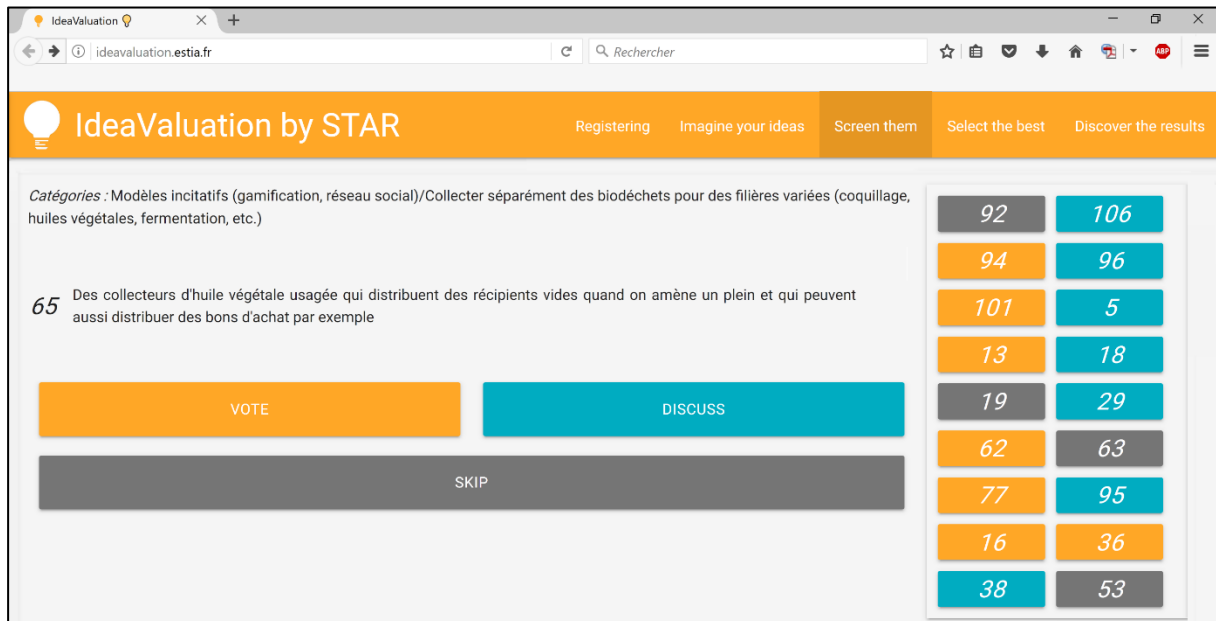 IdeaValuation
ideavaluation.estia.fr
Rechercher
ABP
IdeaValuation by STAR
Registering
Imagine your ideas
Screen them
Select the best
Discover the results
Catégories : Modèles incitatifs (gamification, réseau social)/Collecter séparément des biodéchets pour des filières variées (coquillage,
huiles végétales, fermentation, etc.)
65
Des collecteurs d'huile végétale usagée qui distribuent des récipients vides quand on amène un plein et qui peuvent
aussi distribuer des bons d'achat par exemple
VOTE
DISCUSS
SKIP
92 106
94 96
101 5
13 18
19 29
62 63
77 95
16 36
38 53